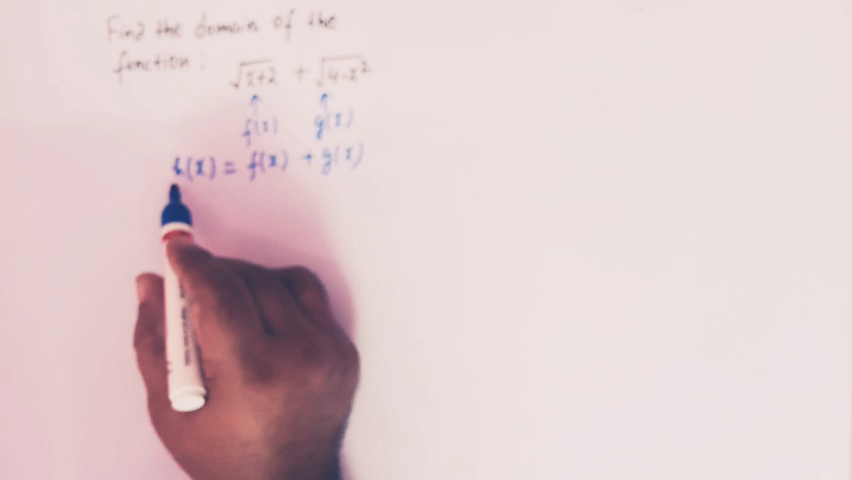 Find the domain of the
function:
√x+2 + √4-x²
↑ ↑
f(x) g(x)
h(x) = f(x) + g(x)